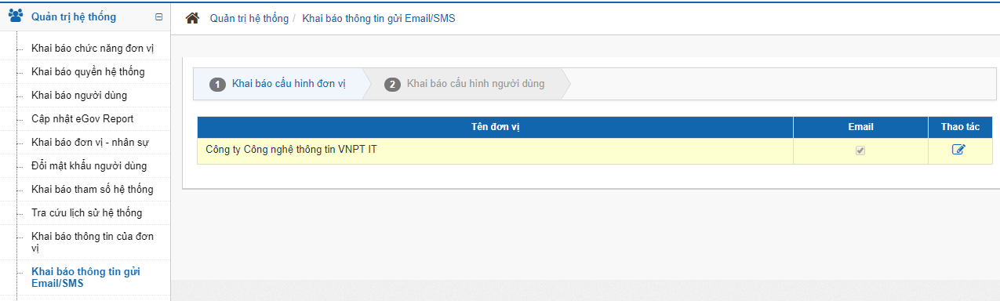 Quản trị hệ thống
Khai báo chức năng đơn vị
Khai báo quyền hệ thống
Khai báo người dùng
Cập nhật eGov Report
Khai báo đơn vị - nhân sự
Đổi mật khẩu người dùng
Khai báo tham số hệ thống
Tra cứu lịch sử hệ thống
Khai báo thông tin của đơn
vị
Khai báo thông tin gửi
Email/SMS
Quản trị hệ thống / Khai báo thông tin gửi Email/SMS
1 Khai báo cấu hình đơn vị 2 Khai báo cấu hình người dùng
Tên đơn vị Email Thao tác
Công ty Công nghệ thông tin VNPT IT